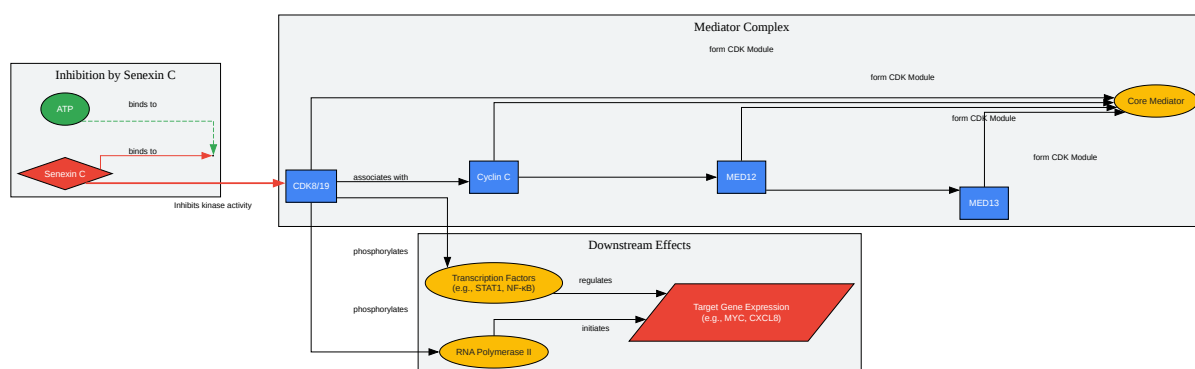 Mediator Complex
form CDK Module
Inhibition by Senexin C
form CDK Module
ATP
binds to
Core Mediator
form CDK Module
binds to
form CDK Module
Senexin C
CDK8/19
associates with
Cyclin C
MED12
MED13
Inhibits kinase activity
Downstream Effects
phosphorylates
Transcription Factors
(e.g., STAT1, NF-κB)
regulates
phosphorylates
Target Gene Expression
(e.g., MYC, CXCL8)
initiates
RNA Polymerase II